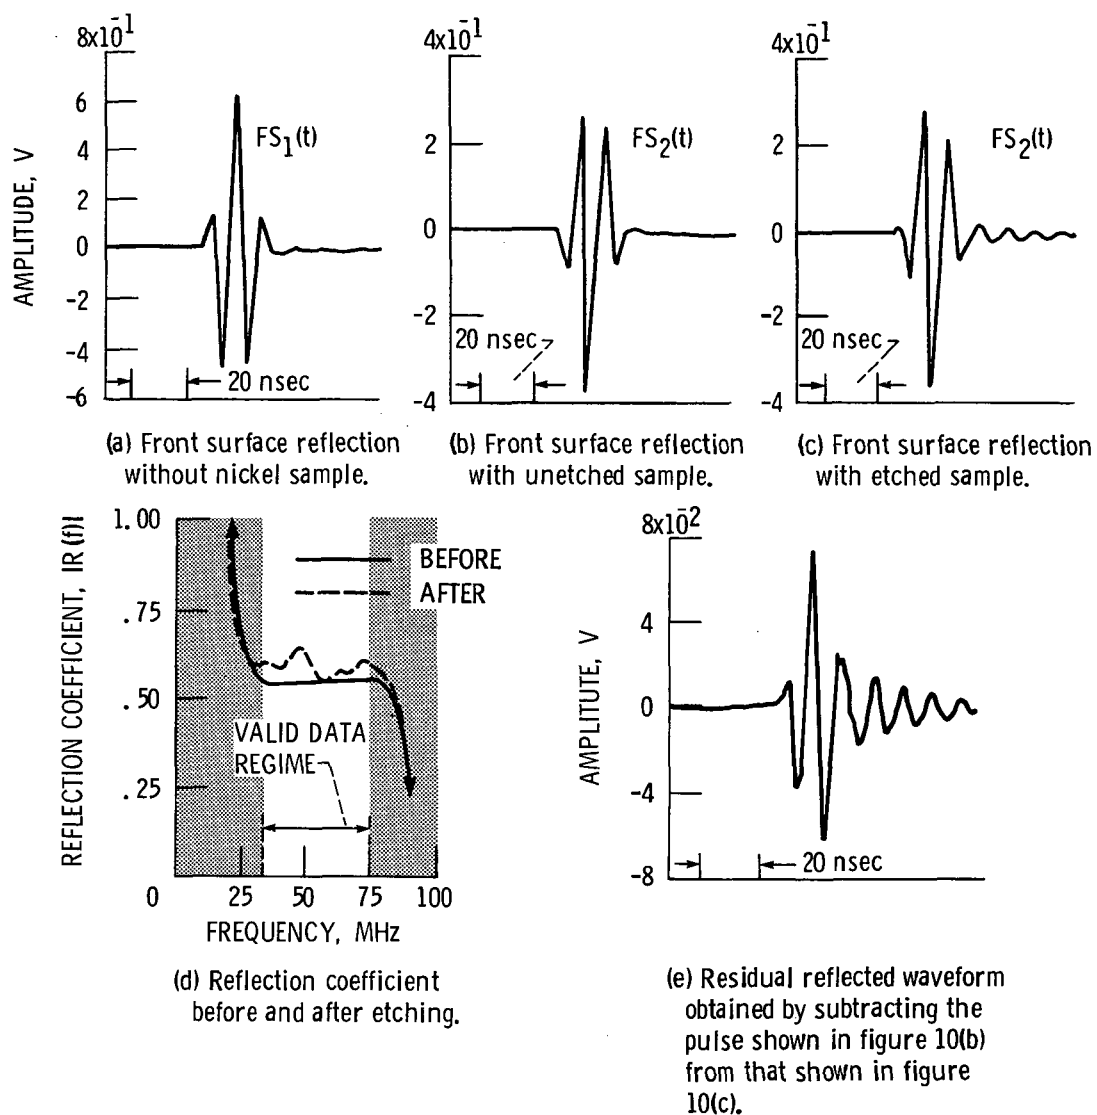 8x10-1
6
4
2
0
-2
-4
-6
AMPLITUDE, V
FS1(t)
20 nsec
(a) Front surface reflection
without nickel sample.
4x10-1
2
0
-2
-4
FS2(t)
20 nsec
(b) Front surface reflection
with unetched sample.
4x10-1
2
0
-2
-4
FS2(t)
20 nsec
(c) Front surface reflection
with etched sample.
REFLECTION COEFFICIENT, IR(f)I
1.00
.75
.50
.25
0
25
50
75
100
BEFORE
AFTER
VALID DATA
REGIME
FREQUENCY, MHz
(d) Reflection coefficient
before and after etching.
8x10-2
4
0
-4
-8
AMPLITUTE, V
20 nsec
(e) Residual reflected waveform
obtained by subtracting the
pulse shown in figure 10(b)
from that shown in figure
10(c).